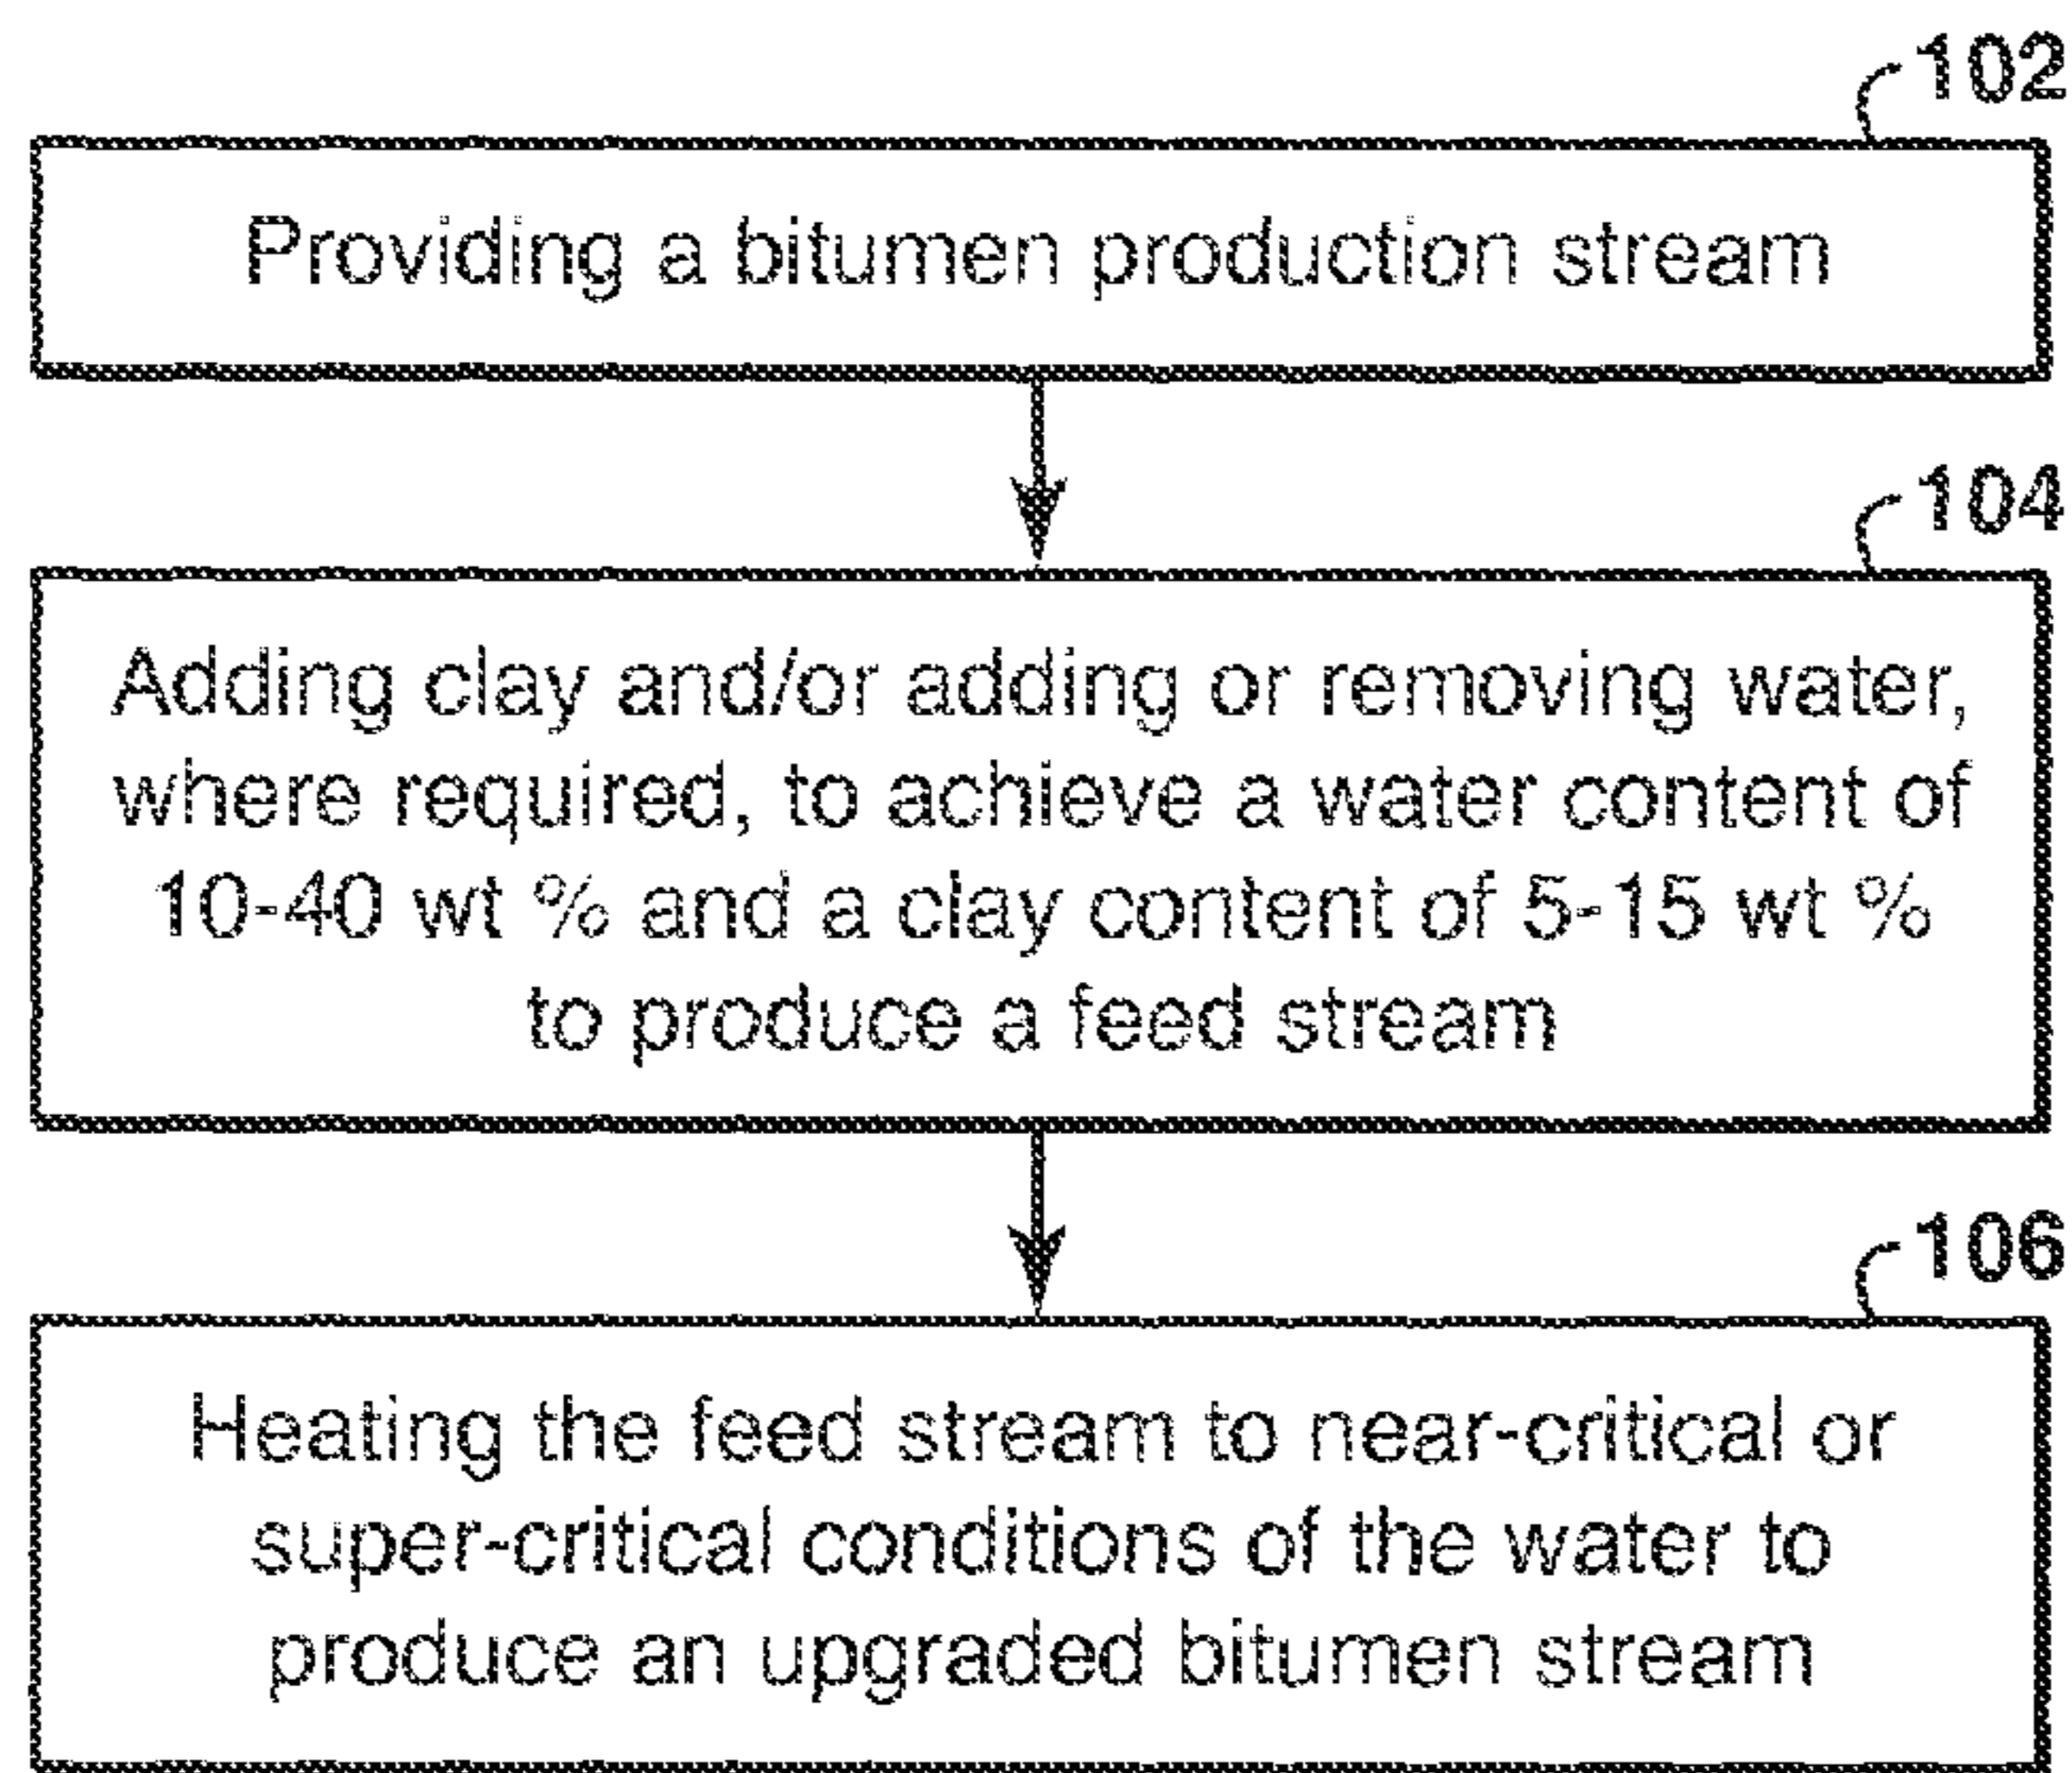 102
Providing a bitumen production stream
104
Adding clay and/or adding or removing water,
where required, to achieve a water content of
10-40 wt % and a clay content of 5-15 wt %
to produce a feed stream
106
Heating the feed stream to near-critical or
super-critical conditions of the water to
produce an upgraded bitumen stream